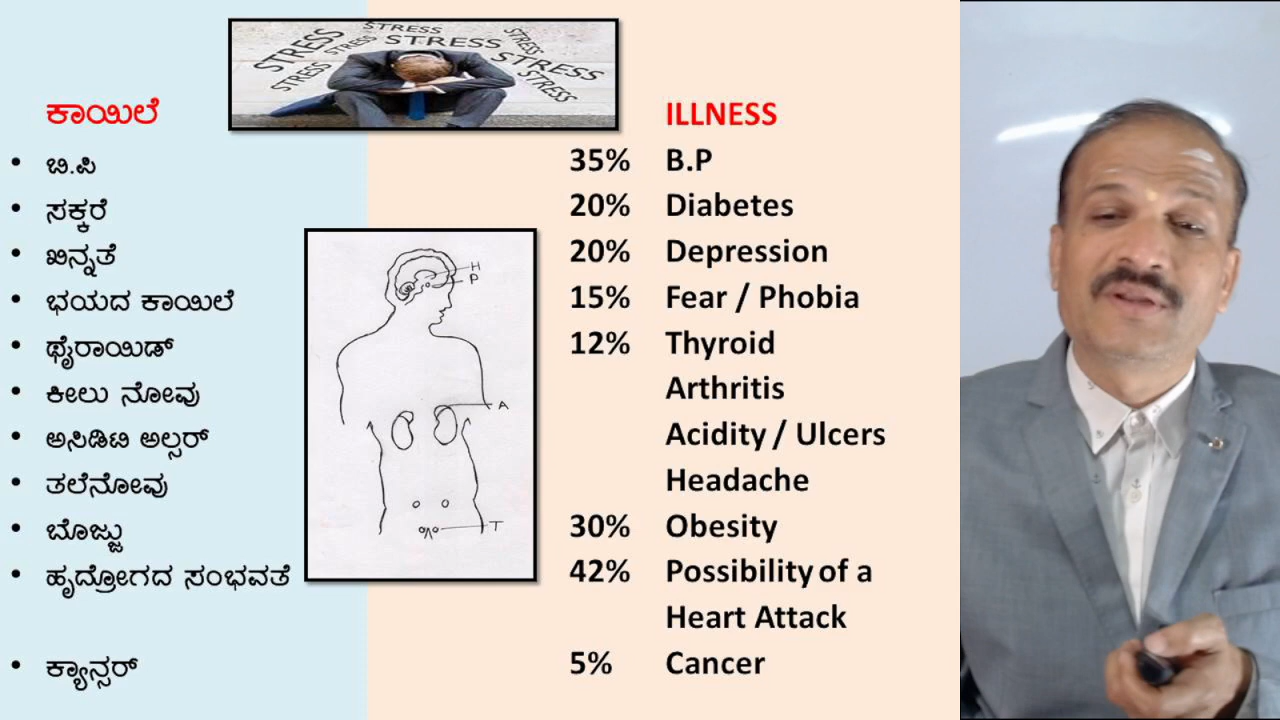 STRESS
STRESS
STRESS
STRESS
STRESS
STRESS
STRESS
STRESS
ಕಾಯಿಲೆ
• ಬಿ.ಪಿ
• ಸಕ್ಕರೆ
• ಖಿನ್ನತೆ
• ಭಯದ ಕಾಯಿಲೆ
• ಥೈರಾಯಿಡ್
• ಕೀಲು ನೋವು
• ಅಸಿಡಿಟಿ ಅಲ್ಸರ್
• ತಲೆನೋವು
• ಬೊಜ್ಜು
• ಹೃದ್ರೋಗದ ಸಂಭವತೆ
• ಕ್ಯಾನ್ಸರ್
H
P
A
T
ILLNESS
35% B.P
20% Diabetes
20% Depression
15% Fear / Phobia
12% Thyroid
Arthritis
Acidity / Ulcers
Headache
30% Obesity
42% Possibility of a
Heart Attack
5% Cancer